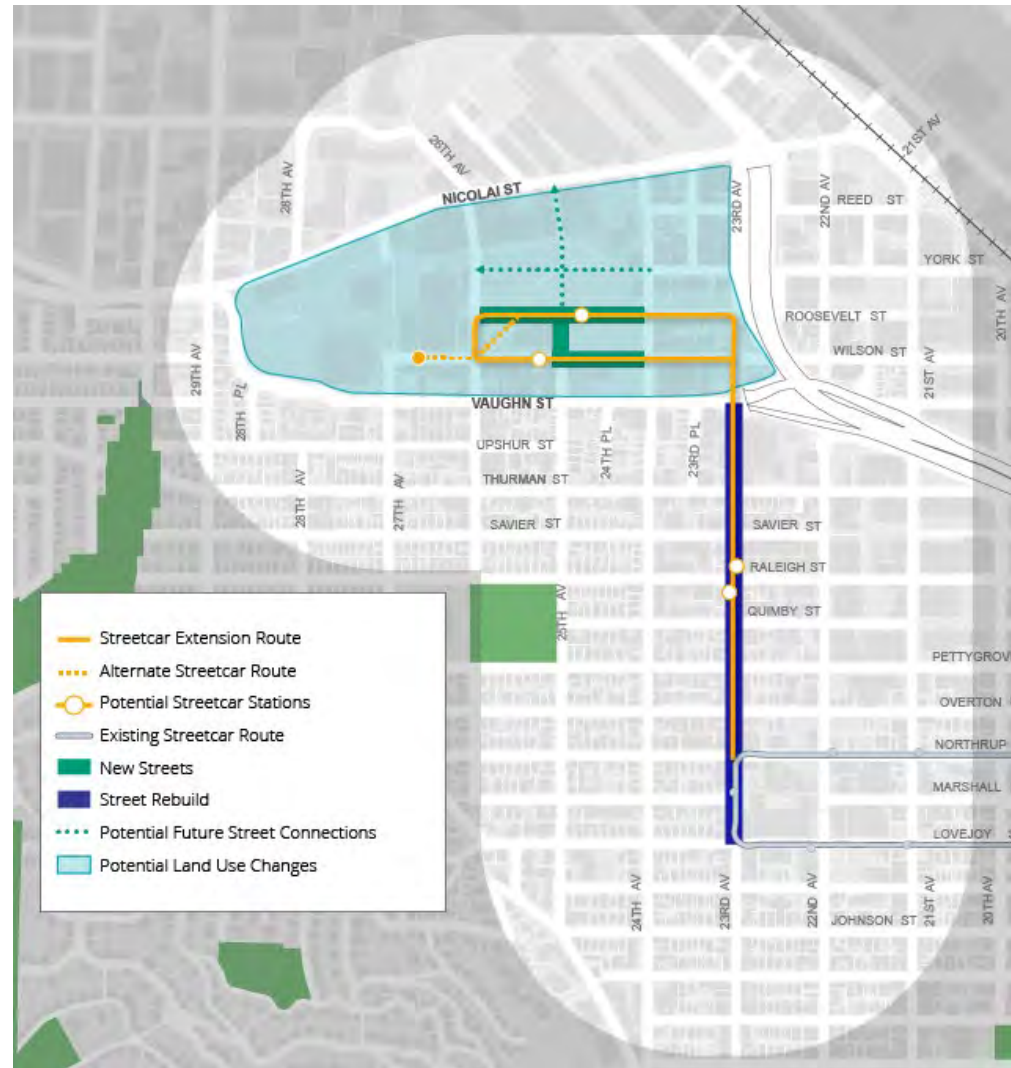 21ST AV
26TH AV
28TH AV
NICOLAI ST
23RD AV
22ND AV
REED ST
YORK ST
20TH AV
ROOSEVELT ST
WILSON ST
21ST AV
29TH AV
28TH PL
VAUGHN ST
UPSHUR ST
24TH PL
23RD PL
THURMAN ST
28TH AV
27TH AV
SAVIER ST
SAVIER ST
RALEIGH ST
25TH AV
QUIMBY ST
Streetcar Extension Route
Alternate Streetcar Route
Potential Streetcar Stations
Existing Streetcar Route
New Streets
Street Rebuild
Potential Future Street Connections
Potential Land Use Changes
PETTYGROV
OVERTON
NORTHRUP
MARSHALL
LOVEJOY S
24TH AV
23RD AV
22ND AV
JOHNSON ST
21ST AV
20TH AV